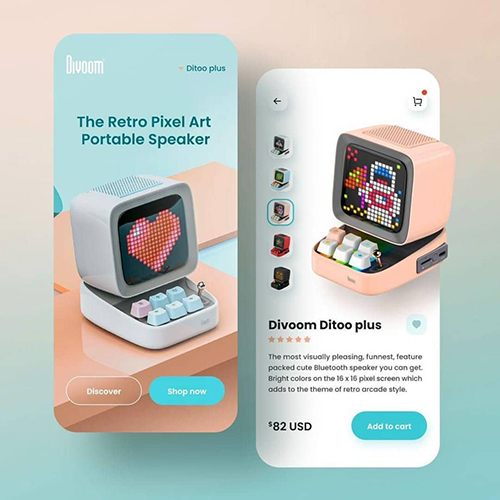 Divoom
Ditoo plus
The Retro Pixel Art
Portable Speaker
Discover
Shop now
Divoom Ditoo plus
The most visually pleasing, funnest, feature
packed cute Bluetooth speaker you can get.
Bright colors on the 16 x 16 pixel screen which
adds to the theme of retro arcade style.
$82 USD
Add to cart